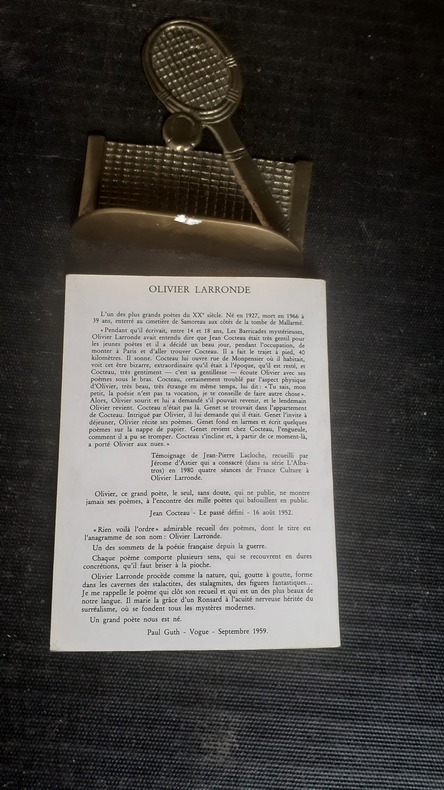 OLIVIER LARRONDE
L'un des plus grands poètes du XXe siècle. Né en 1927, mort en 1966 à
39 ans, enterré au cimetière de Samoreau aux côtés de la tombe de Mallarmé.
« Pendant qu'il écrivait, entre 14 et 18 ans, Les Barricades mystérieuses,
Olivier Larronde avait entendu dire que Jean Cocteau était très gentil pour
les jeunes poètes et il a décidé un beau jour, pendant l'occupation, de
monter à Paris et d'aller trouver Cocteau. Il a fait le trajet à pied, 40
kilomètres. Il sonne. Cocteau lui ouvre rue de Monpensier où il habitait,
voit cet être bizarre, extraordinaire qu'il était à l'époque, qu'il est resté, et
Cocteau, très gentiment — c'est sa gentillesse — écoute Olivier avec ses
poèmes sous le bras. Cocteau, certainement troublé par l'aspect physique
d'Olivier, très beau, très étrange en même temps, lui dit : « Tu sais, mon
petit, la poésie n'est pas ta vocation, je te conseille de faire autre chose ».
Alors, Olivier sourit et lui a demandé s'il pouvait revenir, et le lendemain
Olivier revient. Cocteau n'était pas là. Genet se trouvait dans l'appartement
de Cocteau. Intrigué par Olivier, il lui demande qui il était. Genet l'invite à
déjeuner, Olivier récite ses poèmes. Genet fond en larmes et écrit quelques
poèmes sur la nappe de papier. Genet revient chez Cocteau, l'engueule,
comment il a pu se tromper. Cocteau s'incline et, à partir de ce moment-là,
a porté Olivier aux nues. »
Témoignage de Jean-Pierre Lacloche, recueilli par
Jérome d'Astier qui a consacré (dans sa série L'Alba-
tros) en 1980 quatre séances de France Culture à
Olivier Larronde.
Olivier, ce grand poète, le seul, sans doute, qui ne publie, ne montre
jamais ses poèmes, à l'encontre des mille poètes qui bafouillent en public.
Jean Cocteau - Le passé défini - 16 août 1952.
« Rien voilà l'ordre » admirable recueil des poèmes, dont le titre est
l'anagramme de son nom : Olivier Larronde.
Un des sommets de la poésie française depuis la guerre.
Chaque poème comporte plusieurs sens, qui se recouvrent en dures
concrétions, qu'il faut briser à la pioche.
Olivier Larronde procède comme la nature, qui, goutte à goutte, forme
dans les cavernes des stalactites, des stalagmites, des figures fantastiques...
Je me rappelle le poème qui clôt son recueil et qui est un des plus beaux de
notre langue. Il marie la grâce d'un Ronsard à l'acuité nerveuse héritée du
surréalisme, où se fondent tous les mystères modernes.
Un grand poète nous est né.
Paul Guth - Vogue - Septembre 1959.